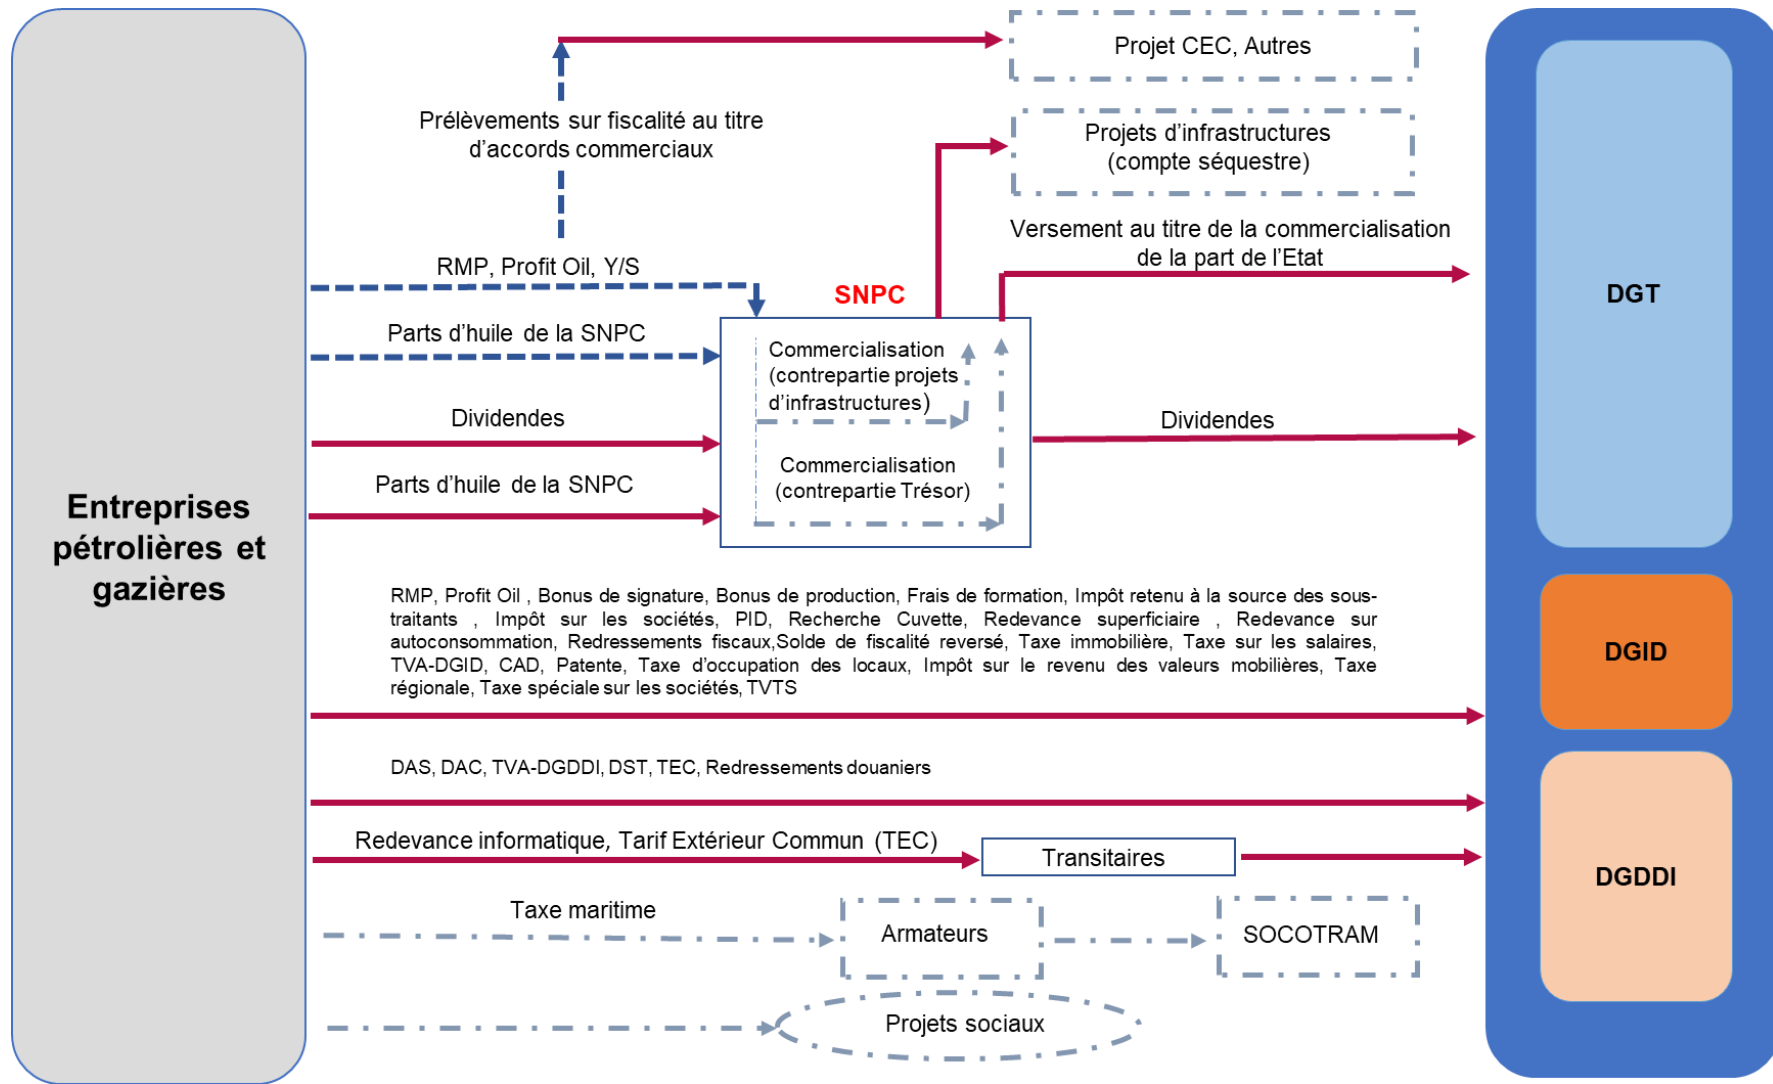 Projet CEC, Autres
Prélèvements sur fiscalité au titre
d'accords commerciaux
Projets d'infrastructures
(compte séquestre)
Versement au titre de la commercialisation
de la part de l'Etat
RMP, Profit Oil, Y/S
SNPC
DGT
Parts d'huile de la SNPC
Commercialisation
(contrepartie projets
d'infrastructures)
Dividendes
Dividendes
Commercialisation
(contrepartie Trésor)
Parts d'huile de la SNPC
Entreprises
pétrolières et
gazières
RMP, Profit Oil , Bonus de signature, Bonus de production, Frais de formation, Impôt retenu à la source des sous-
traitants , Impôt sur les sociétés, PID, Recherche Cuvette, Redevance superficiaire , Redevance sur
autoconsommation, Redressements fiscaux,Solde de fiscalité reversé, Taxe immobilière, Taxe sur les salaires,
TVA-DGID, CAD, Patente, Taxe d'occupation des locaux, Impôt sur le revenu des valeurs mobilières, Taxe
régionale, Taxe spéciale sur les sociétés, TVTS
DGID
DAS, DAC, TVA-DGDDI, DST, TEC, Redressements douaniers
Redevance informatique, Tarif Extérieur Commun (TEC)
Transitaires
DGDDI
Taxe maritime
Armateurs
SOCOTRAM
Projets sociaux